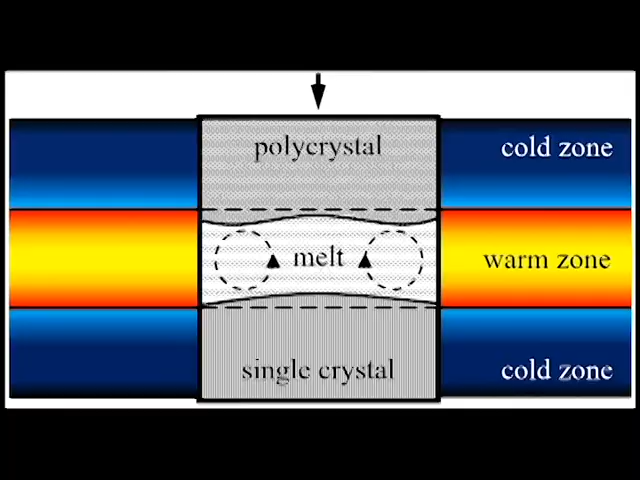 polycrystal
cold zone
melt
warm zone
single crystal
cold zone